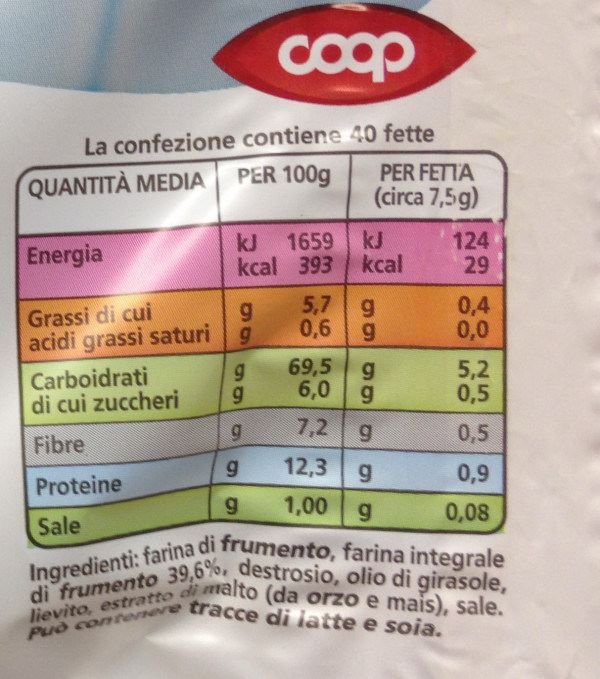 coop
La confezione contiene 40 fette
QUANTITÀ MEDIA PER 100g PER FETTA
(circa 7,5g)
Energia kJ 1659 kJ 124
kcal 393 kcal 29
Grassi di cui g 5,7 g 0,4
acidi grassi saturi g 0,6 g 0,0
Carboidrati g 69,5 g 5,2
di cui zuccheri g 6,0 g 0,5
Fibre g 7,2 g 0,5
Proteine g 12,3 g 0,9
Sale g 1,00 g 0,08
Ingredienti: farina di frumento, farina integrale
di frumento 39,6%, destrosio, olio di girasole,
lievito, estratto di malto (da orzo e mais), sale.
Può contenere tracce di latte e soia.